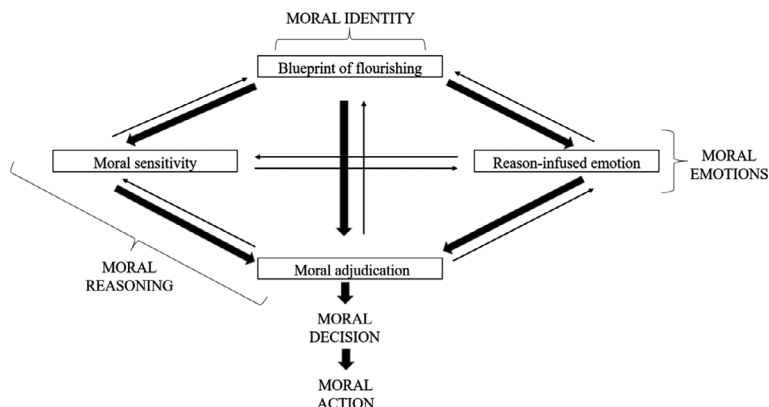 MORAL IDENTITY
Blueprint of flourishing
Moral sensitivity
Reason-infused emotion
MORAL
EMOTIONS
MORAL
REASONING
Moral adjudication
MORAL
DECISION
MORAL
ACTION